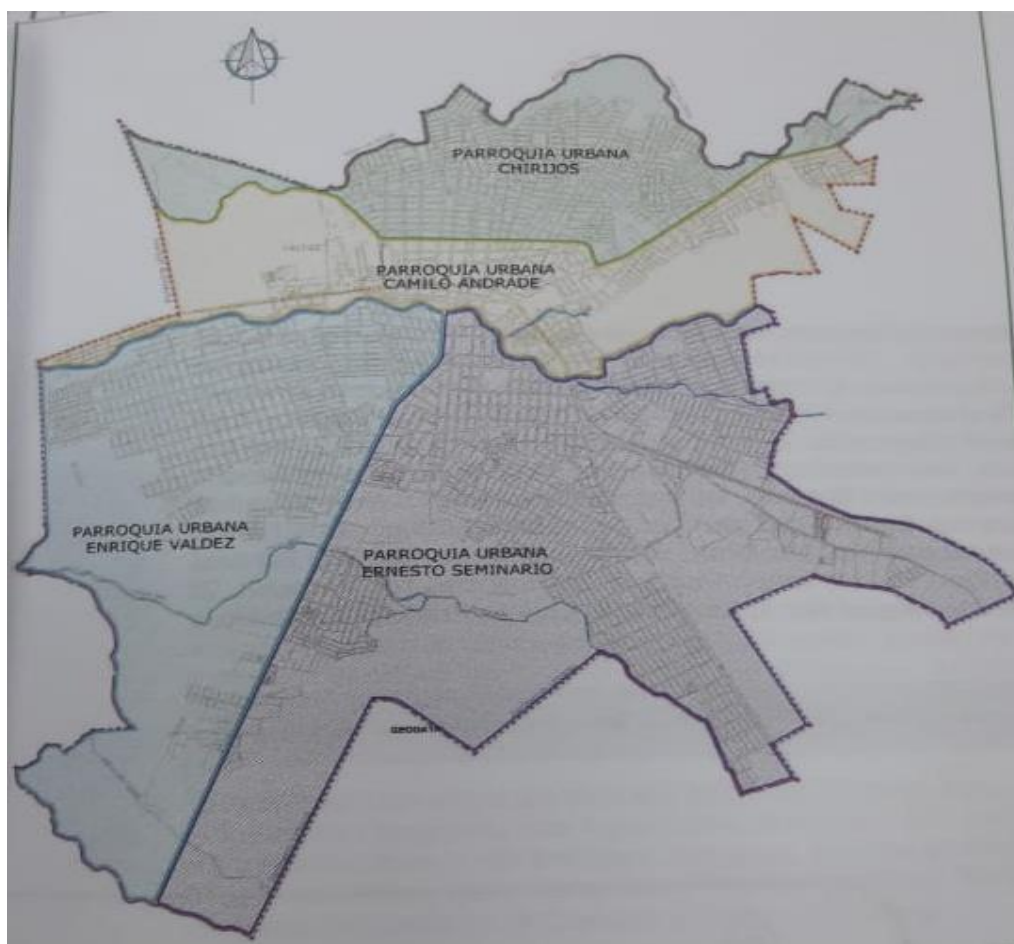 PARROQUIA URBANA
CHIRIJOS
PARROQUIA URBANA
CAMILO ANDRADE
PARROQUIA URBANA
ENRIQUE VALDEZ
PARROQUIA URBANA
ERNESTO SEMINARIO